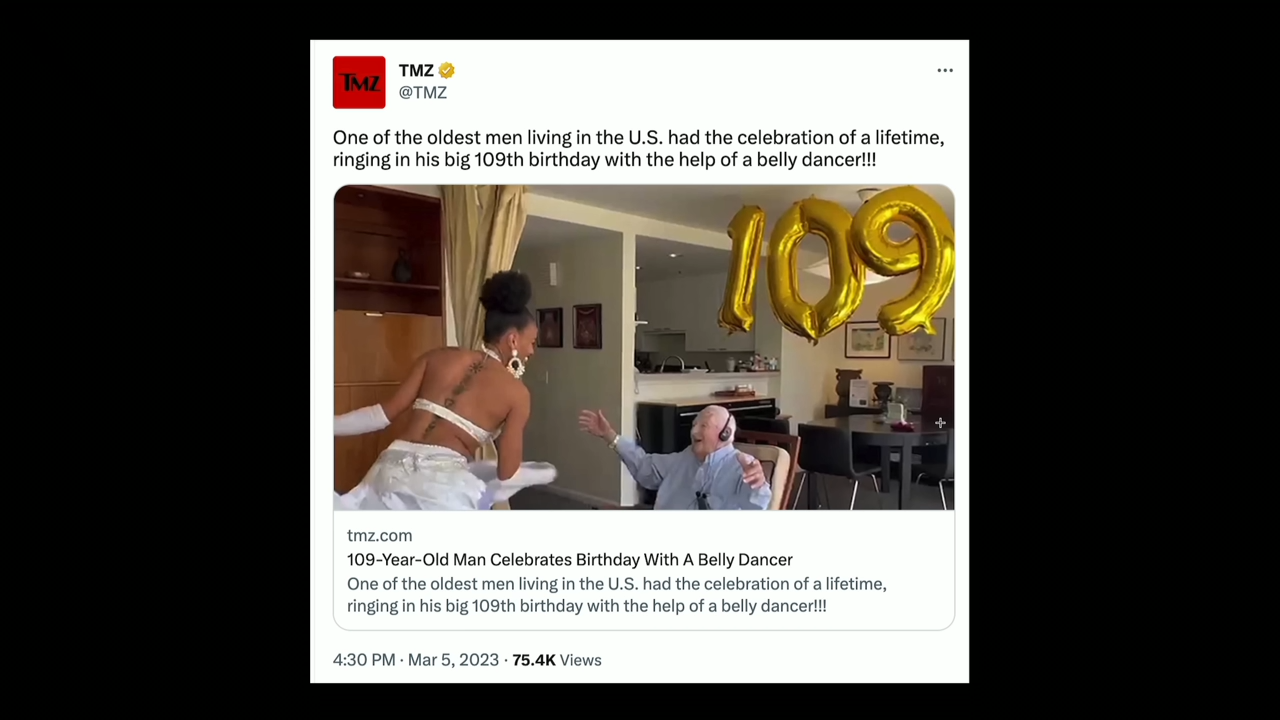 TMZ
TMZ
@TMZ
One of the oldest men living in the U.S. had the celebration of a lifetime,
ringing in his big 109th birthday with the help of a belly dancer!!!
109
tmz.com
109-Year-Old Man Celebrates Birthday With A Belly Dancer
One of the oldest men living in the U.S. had the celebration of a lifetime,
ringing in his big 109th birthday with the help of a belly dancer!!!
4:30 PM · Mar 5, 2023 · 75.4K Views